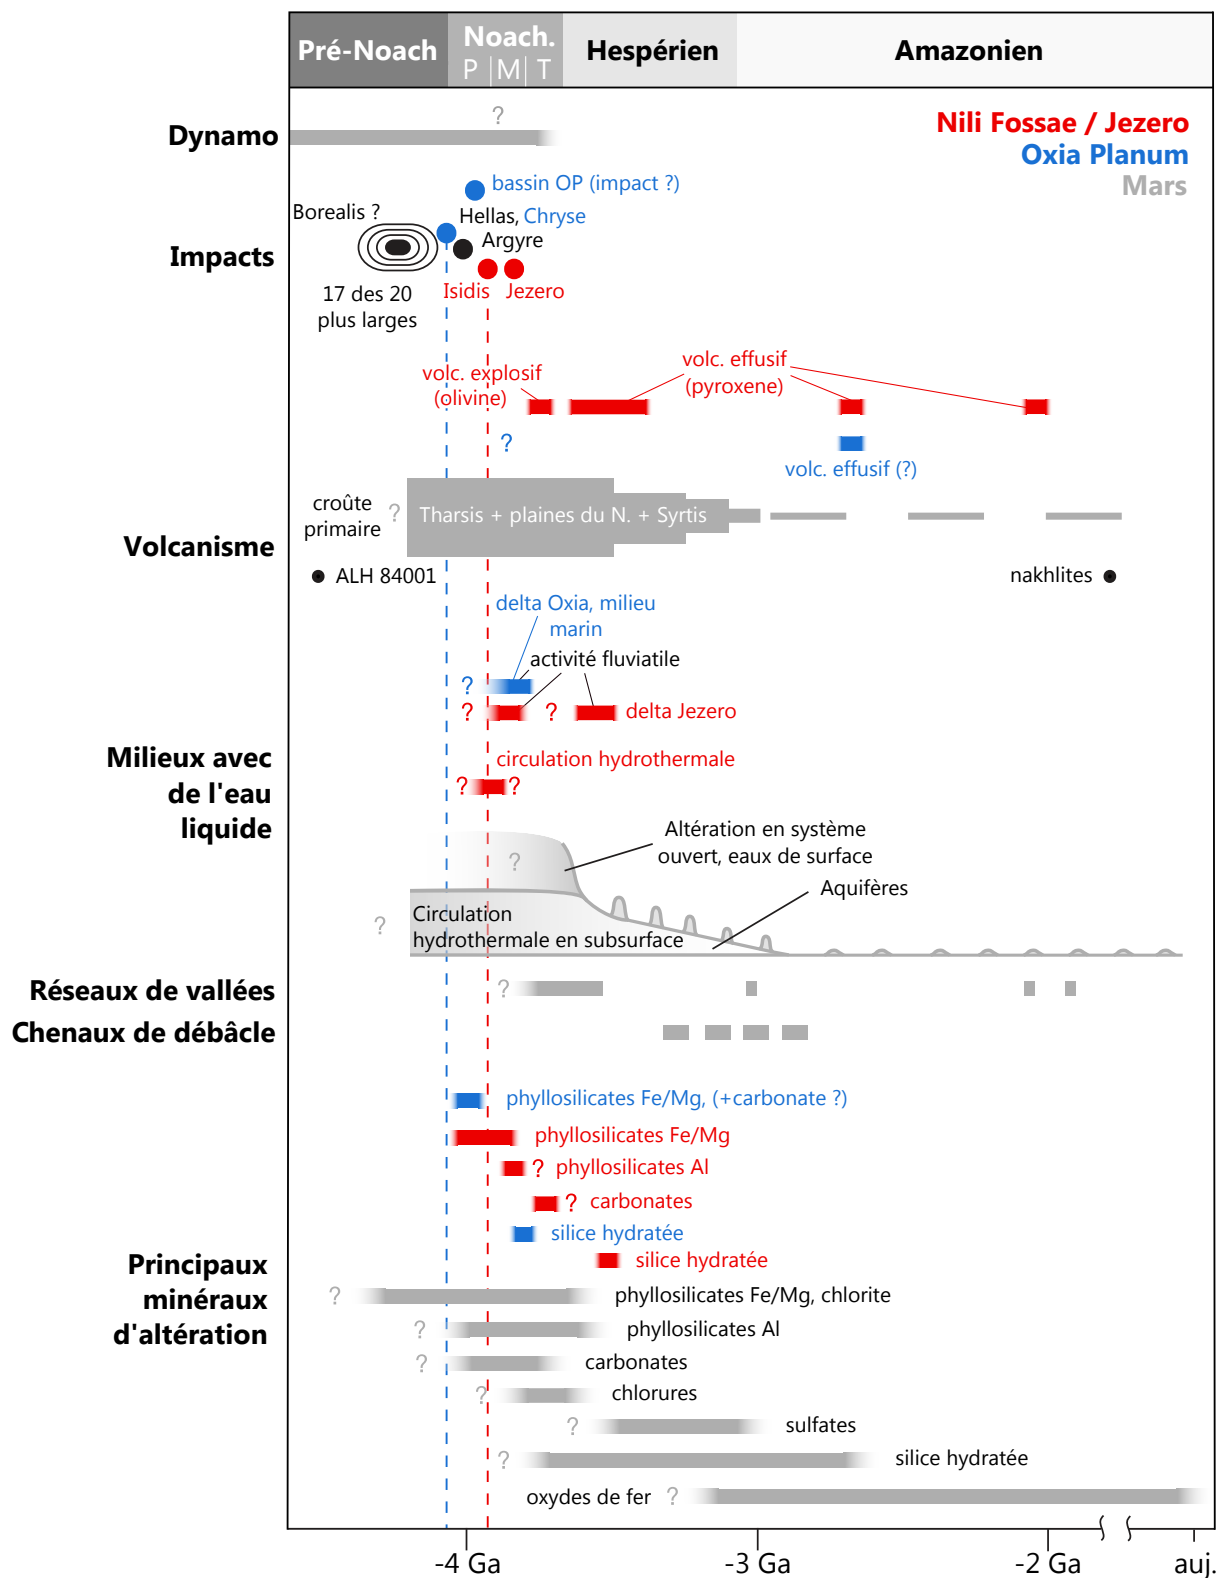 Pré-Noach
Noach.
P | M | T
Hespérien
Amazonien
Dynamo
?
Nili Fossae / Jezero
Oxia Planum
Mars
bassin OP (impact ?)
Borealis ?
Hellas, Chryse
Argyre
Impacts
17 des 20
plus larges
Isidis
Jezero
volc. explosif
(olivine)
volc. effusif
(pyroxene)
?
volc. effusif (?)
croûte
primaire
?
Tharsis + plaines du N. + Syrtis
Volcanisme
ALH 84001
nakhlites
delta Oxia, milieu
marin
activité fluviatile
?
?
?
delta Jezero
Milieux avec
de l'eau
liquide
circulation hydrothermale
?
?
Altération en système
ouvert, eaux de surface
?
Aquifères
?
Circulation
hydrothermale en subsurface
Réseaux de vallées
?
Chenaux de débâcle
phyllosilicates Fe/Mg, (+carbonate ?)
phyllosilicates Fe/Mg
? phyllosilicates Al
? carbonates
silice hydratée
silice hydratée
Principaux
minéraux
d'altération
?
phyllosilicates Fe/Mg, chlorite
?
phyllosilicates Al
?
carbonates
?
chlorures
?
sulfates
?
silice hydratée
oxydes de fer ?
-4 Ga
-3 Ga
-2 Ga
auj.